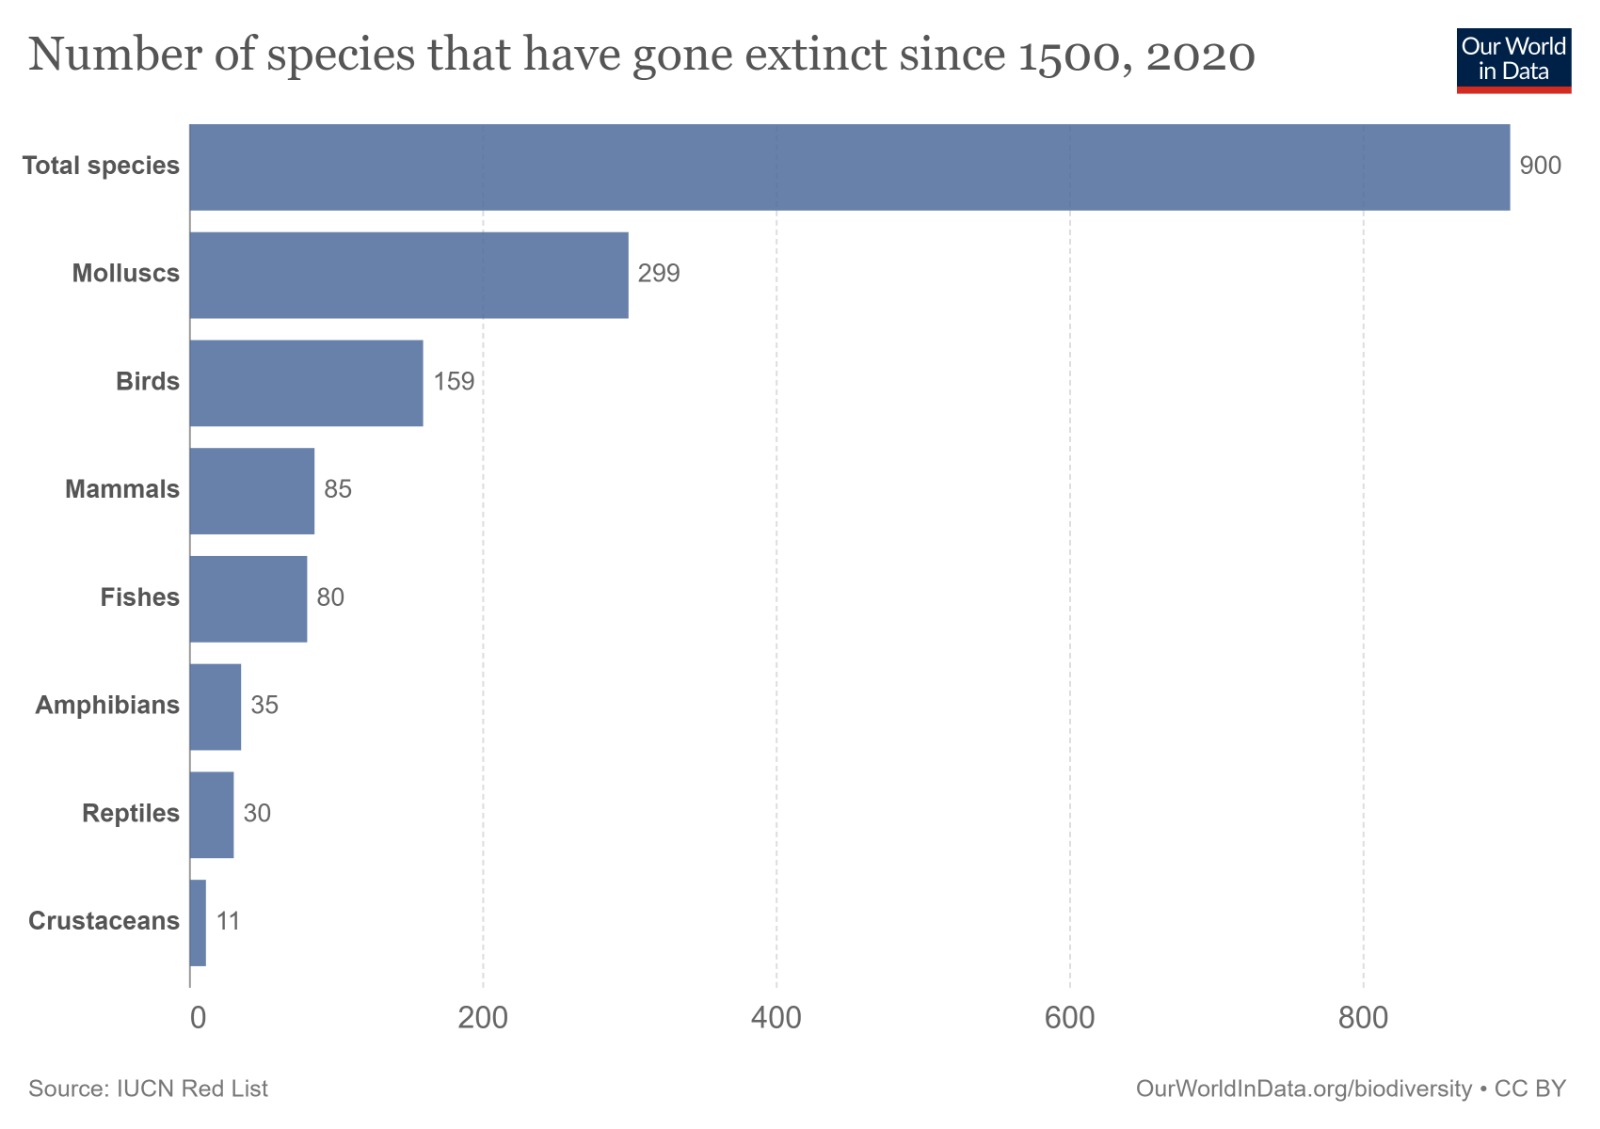 Number of species that have gone extinct since 1500, 2020
Our World
in Data
Total species
900
Molluscs
299
Birds
159
Mammals
85
Fishes
80
Amphibians
35
Reptiles
30
Crustaceans
11
0
200
400
600
800
Source: IUCN Red List
OurWorldInData.org/biodiversity • CC BY